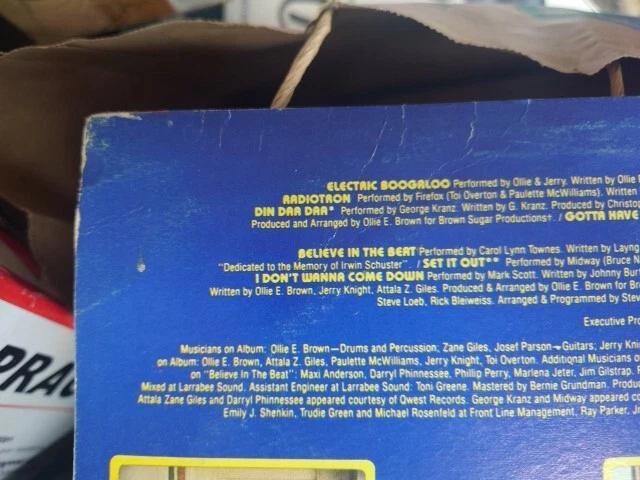 ELECTRIC BOOGALOO Performed by Ollie & Jerry. Written by Ollie
RADIOTRON Performed by Firefox (Toi Overton & Paulette McWilliams). Written
DIN DAA DAA* Performed by George Kranz. Written by G. Kranz. Produced by Christop
Produced and Arranged by Ollie E. Brown for Brown Sugar Productions†. / GOTTA HAVE
BELIEVE IN THE BEAT Performed by Carol Lynn Townes. Written by Layng
"Dedicated to the Memory of Irwin Schuster" / SET IT OUT** Performed by Midway (Bruce N
I DON'T WANNA COME DOWN Performed by Mark Scott. Written by Johnny Bur
Written by Ollie E. Brown, Jerry Knight, Attala Z. Giles. Produced & Arranged by Ollie E. Brown for Br
Steve Loeb, Rick Bleiweiss. Arranged & Programmed by Stev
Executive Pro
Musicians on Album: Ollie E. Brown—Drums and Percussion; Zane Giles, Josef Parson—Guitars; Jerry Kni
on Album: Ollie E. Brown, Attala Z. Giles, Paulette McWilliams, Jerry Knight, Toi Overton. Additional Musicians o
on "Believe In The Beat": Maxi Anderson, Darryl Phinnessee, Phillip Perry, Marlena Jeter, Jim Gilstrap.
Mixed at Larrabee Sound. Assistant Engineer at Larrabee Sound: Toni Greene. Mastered by Bernie Grundman. Produc
Attala Zane Giles and Darryl Phinnessee appeared courtesy of Qwest Records. George Kranz and Midway appeared co
Emily J. Shenkin, Trudie Green and Michael Rosenfeld at Front Line Management, Ray Parker, Jr
PRA